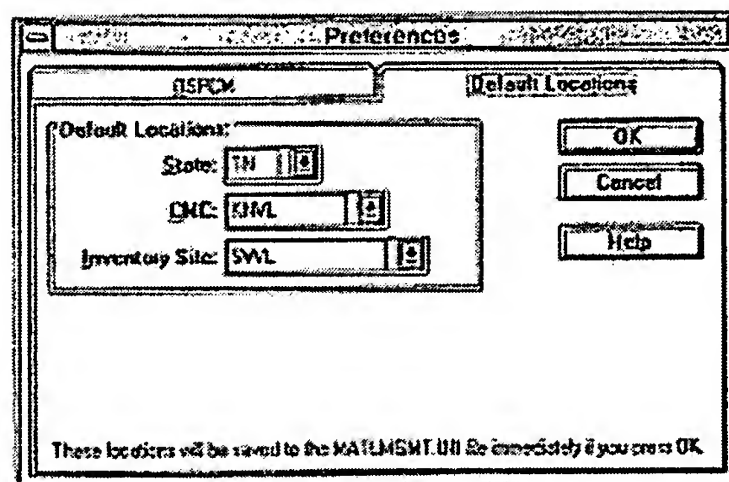 Preferences
OSPCM
Default Locations
Default Locations:
State: TN
CMC: KNVL
Inventory Site: SWL
OK
Cancel
Help
These locations will be saved to the MATLMGMT.INI file immediately if you press OK.